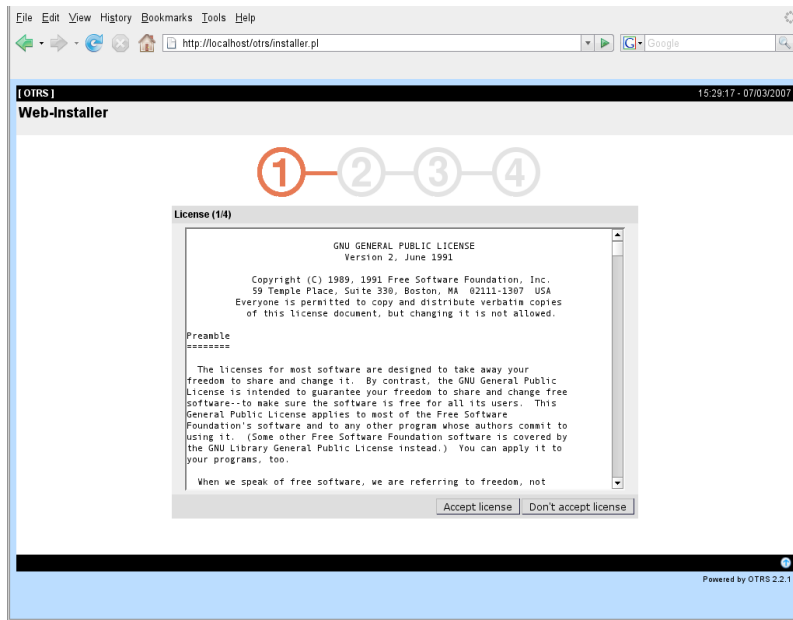 File Edit View History Bookmarks Tools Help
http://localhost/otrs/installer.pl
G Google
[ OTRS ]
15:29:17 - 07/03/2007
Web-Installer
1 2 3 4
License (1/4)
GNU GENERAL PUBLIC LICENSE
Version 2, June 1991
Copyright (C) 1989, 1991 Free Software Foundation, Inc.
59 Temple Place, Suite 330, Boston, MA  02111-1307  USA
Everyone is permitted to copy and distribute verbatim copies
of this license document, but changing it is not allowed.
Preamble
========
The licenses for most software are designed to take away your
freedom to share and change it.  By contrast, the GNU General Public
License is intended to guarantee your freedom to share and change free
software--to make sure the software is free for all its users.  This
General Public License applies to most of the Free Software
Foundation's software and to any other program whose authors commit to
using it.  (Some other Free Software Foundation software is covered by
the GNU Library General Public License instead.)  You can apply it to
your programs, too.
When we speak of free software, we are referring to freedom, not
Accept license
Don't accept license
Powered by OTRS 2.2.1